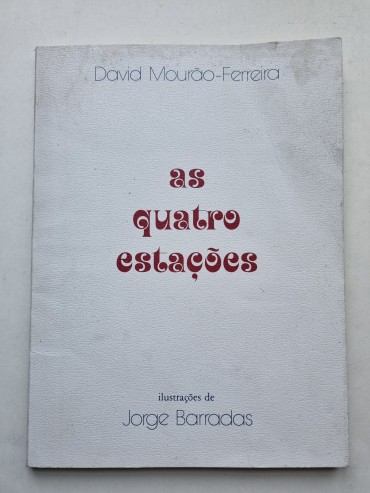 David Mourão-Ferreira
as
quatro
estações
ilustrações de
Jorge Barradas